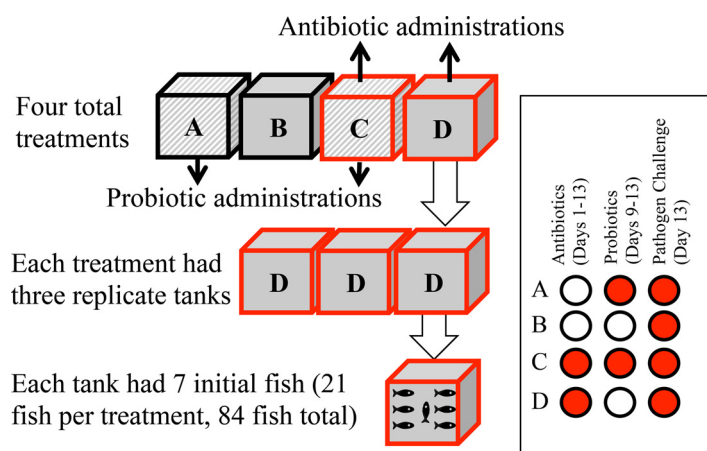 Antibiotic administrations
Four total
treatments
A
B
C
D
Probiotic administrations
Each treatment had
three replicate tanks
D
D
D
Each tank had 7 initial fish (21
fish per treatment, 84 fish total)
Antibiotics
(Days 1-13)
Probiotics
(Days 9-13)
Pathogen Challenge
(Day 13)
A
B
C
D